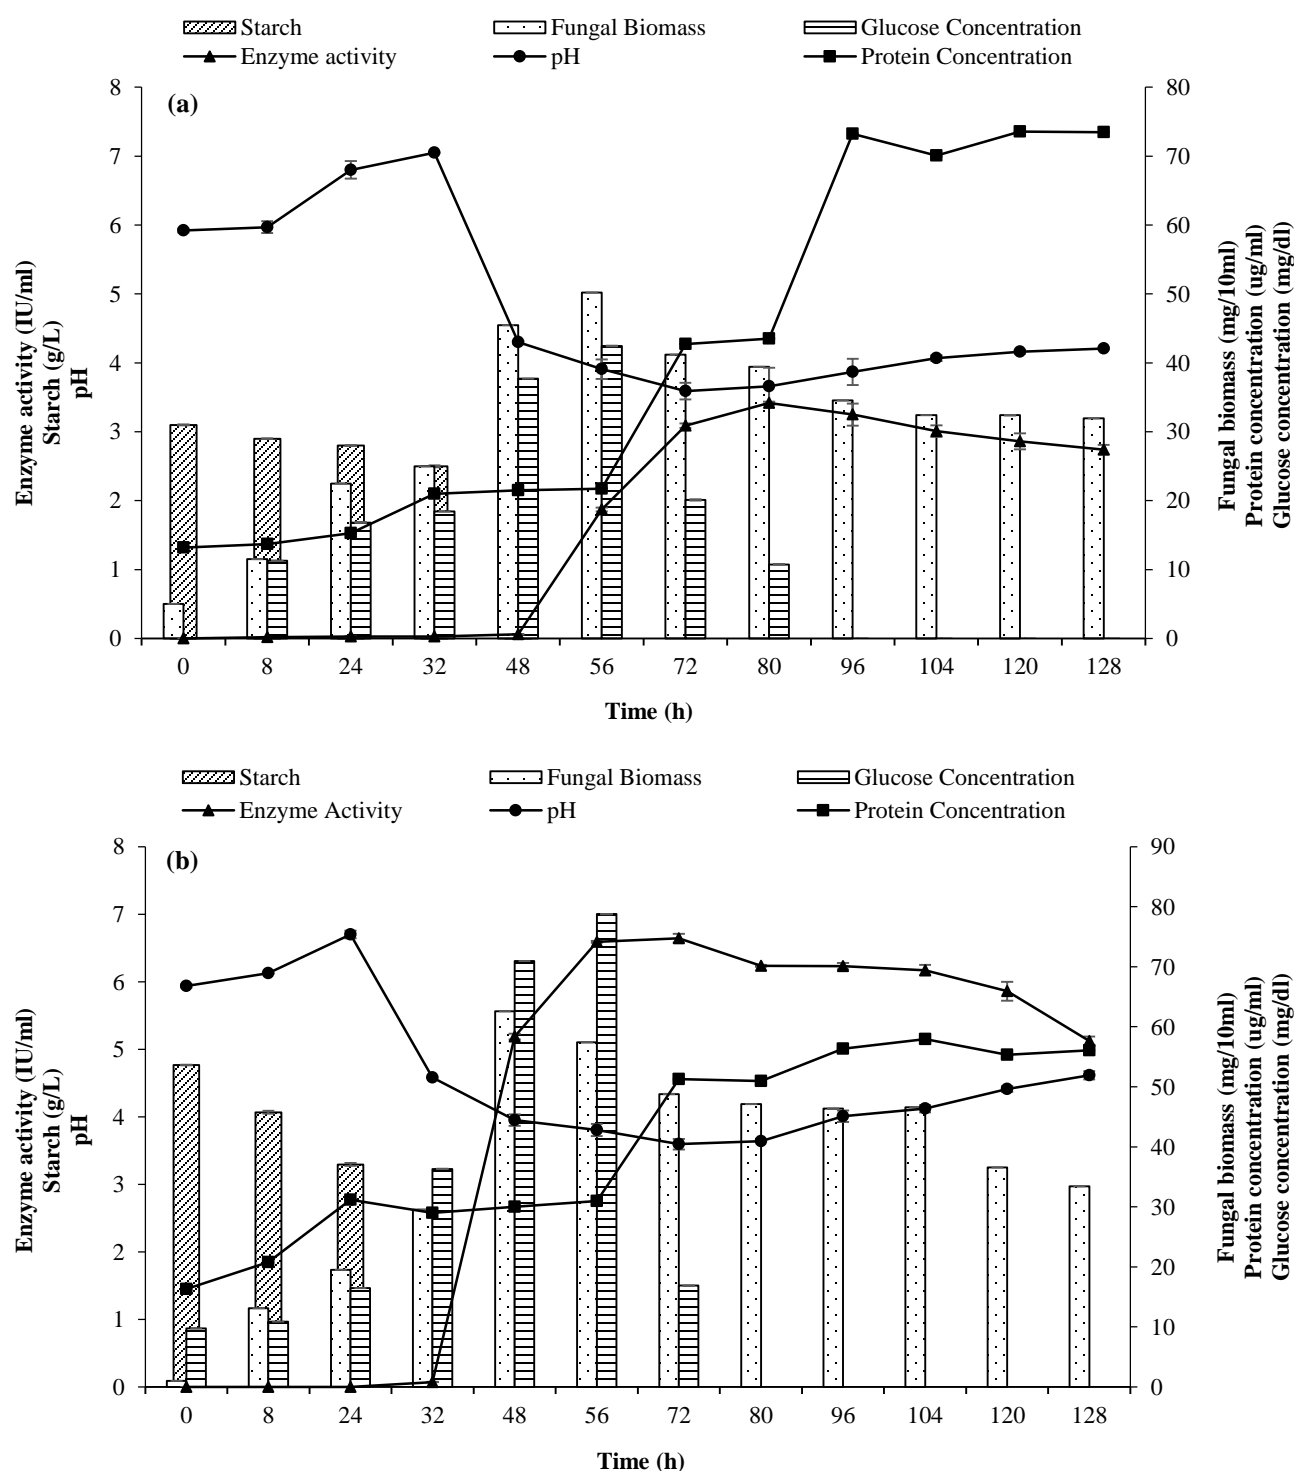 Starch Fungal Biomass Glucose Concentration
Enzyme activity pH Protein Concentration
(a)
8 7 6 5 4 3 2 1 0
80 70 60 50 40 30 20 10 0
Enzyme activity (IU/ml)
Starch (g/L)
pH
Fungal biomass (mg/10ml)
Protein concentration (ug/ml)
Glucose concentration (mg/dl)
0 8 24 32 48 56 72 80 96 104 120 128
Time (h)
Starch Fungal Biomass Glucose Concentration
Enzyme Activity pH Protein Concentration
(b)
8 7 6 5 4 3 2 1 0
90 80 70 60 50 40 30 20 10 0
Enzyme activity (IU/ml)
Starch (g/L)
pH
Fungal biomass (mg/10ml)
Protein concentration (ug/ml)
Glucose concentration (mg/dl)
0 8 24 32 48 56 72 80 96 104 120 128
Time (h)